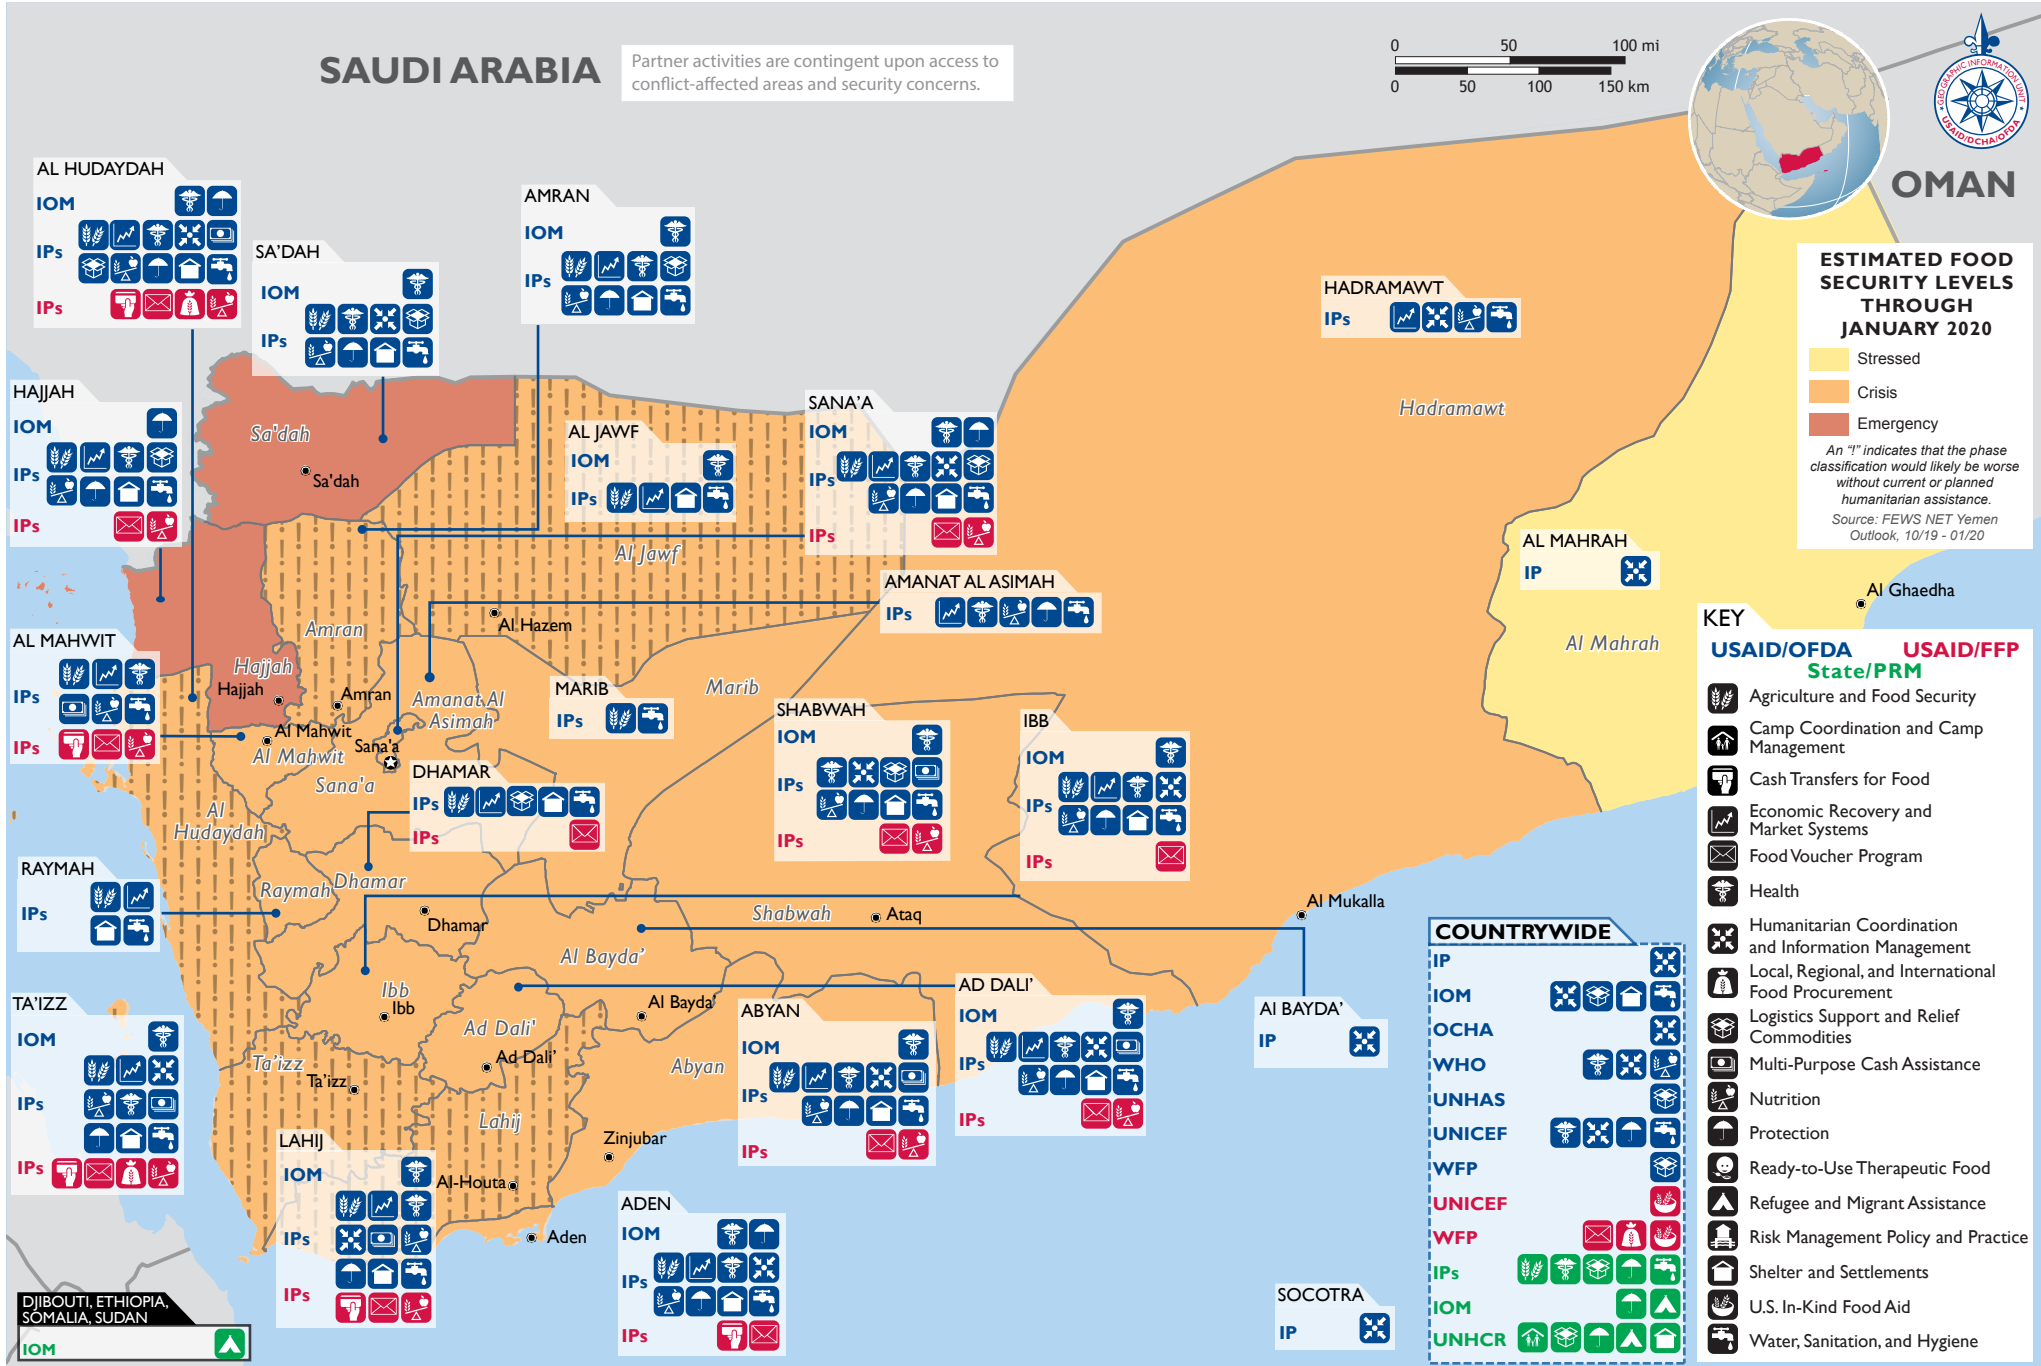 SAUDI ARABIA
Partner activities are contingent upon access to
conflict-affected areas and security concerns.
0 50 100 mi
0 50 100 150 km
GEOGRAPHIC INFORMATION UNIT
USAID/DCHA/OFDA
OMAN
ESTIMATED FOOD
SECURITY LEVELS
THROUGH
JANUARY 2020
Stressed
Crisis
Emergency
An “!” indicates that the phase
classification would likely be worse
without current or planned
humanitarian assistance.
Source: FEWS NET Yemen
Outlook, 10/19 - 01/20
AL HUDAYDAH
IOM
IPs
IPs
SA'DAH
IOM
IPs
AMRAN
IOM
IPs
HADRAMAWT
IPs
HAJJAH
IOM
IPs
IPs
AL JAWF
IOM
IPs
SANA'A
IOM
IPs
IPs
AMANAT AL ASIMAH
IPs
AL MAHRAH
IP
AL MAHWIT
IPs
IPs
MARIB
IPs
SHABWAH
IOM
IPs
IPs
IBB
IOM
IPs
IPs
DHAMAR
IPs
IPs
RAYMAH
IPs
TA'IZZ
IOM
IPs
IPs
LAHIJ
IOM
IPs
IPs
ADEN
IOM
IPs
IPs
ABYAN
IOM
IPs
IPs
AD DALI'
IOM
IPs
IPs
Al BAYDA'
IP
SOCOTRA
IP
DJIBOUTI, ETHIOPIA,
SOMALIA, SUDAN
IOM
Sa'dah
Sa'dah
Hadramawt
Al Jawf
Al Hazem
Amran
Amran
Hajjah
Hajjah
Amanat Al
Asimah
Marib
Al Mahrah
Al Ghaedha
Al Mahwit
Al Mahwit
Sana'a
Sana'a
Al
Hudaydah
Raymah
Dhamar
Dhamar
Shabwah
Ataq
Al Mukalla
Al Bayda'
Al Bayda'
Ibb
Ibb
Ad Dali'
Ad Dali'
Ta'izz
Ta'izz
Abyan
Lahij
Zinjubar
Al-Houta
Aden
COUNTRYWIDE
IP
IOM
OCHA
WHO
UNHAS
UNICEF
WFP
UNICEF
WFP
IPs
IOM
UNHCR
KEY
USAID/OFDA USAID/FFP
State/PRM
Agriculture and Food Security
Camp Coordination and Camp
Management
Cash Transfers for Food
Economic Recovery and
Market Systems
Food Voucher Program
Health
Humanitarian Coordination
and Information Management
Local, Regional, and International
Food Procurement
Logistics Support and Relief
Commodities
Multi-Purpose Cash Assistance
Nutrition
Protection
Ready-to-Use Therapeutic Food
Refugee and Migrant Assistance
Risk Management Policy and Practice
Shelter and Settlements
U.S. In-Kind Food Aid
Water, Sanitation, and Hygiene